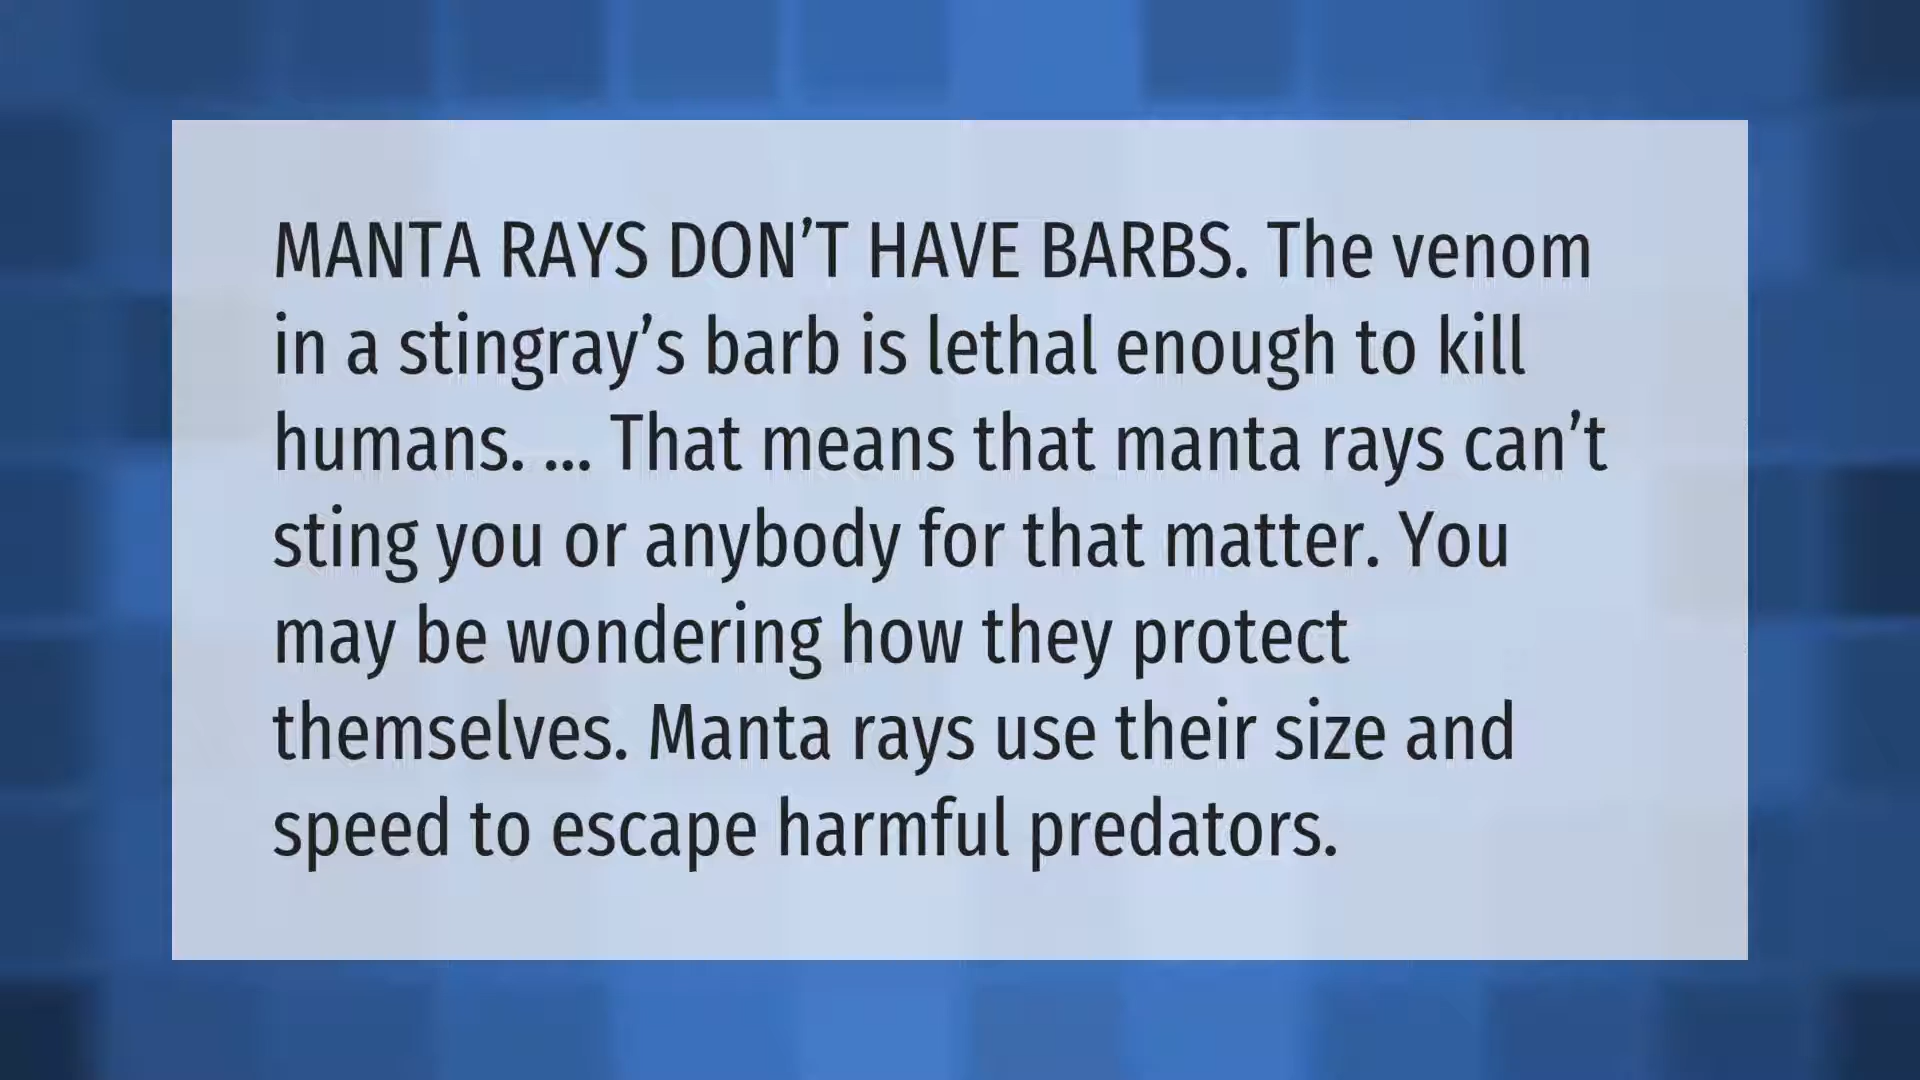 MANTA RAYS DON’T HAVE BARBS. The venom
in a stingray’s barb is lethal enough to kill
humans. ... That means that manta rays can’t
sting you or anybody for that matter. You
may be wondering how they protect
themselves. Manta rays use their size and
speed to escape harmful predators.